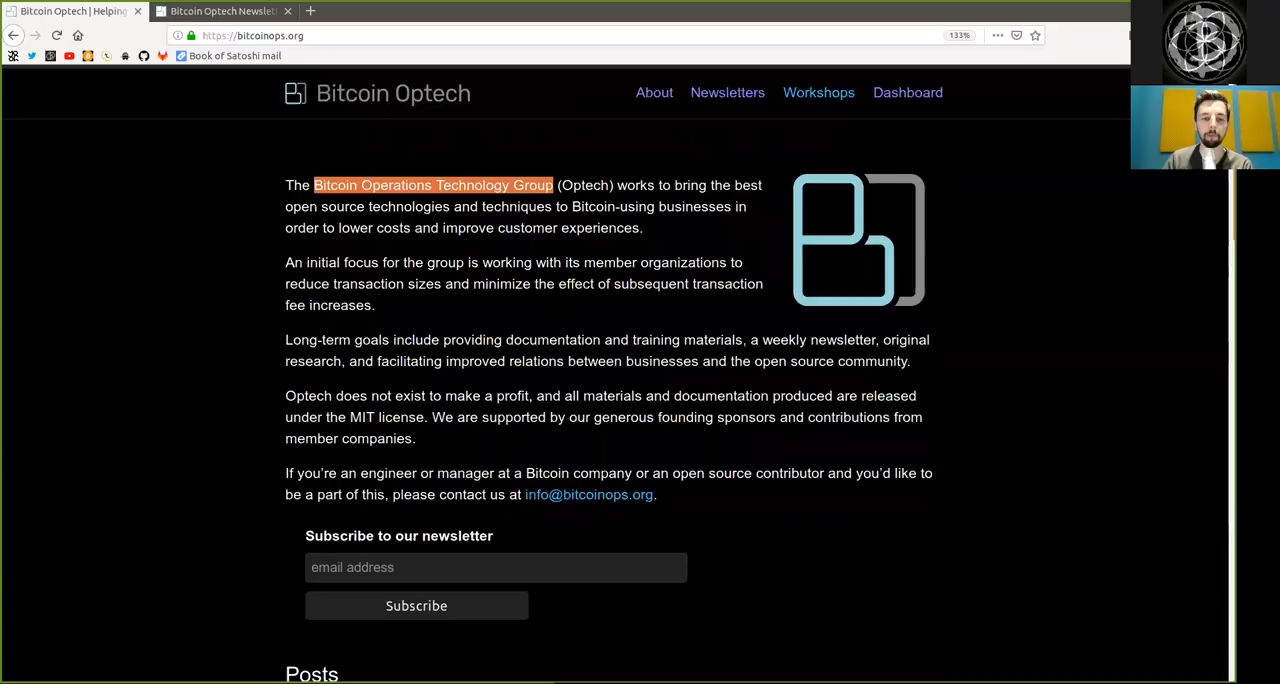 Bitcoin Optech | Helping
Bitcoin Optech Newslet
https://bitcoinops.org
133%
Book of Satoshi mail
Bitcoin Optech
About Newsletters Workshops Dashboard
The Bitcoin Operations Technology Group (Optech) works to bring the best
open source technologies and techniques to Bitcoin-using businesses in
order to lower costs and improve customer experiences.
An initial focus for the group is working with its member organizations to
reduce transaction sizes and minimize the effect of subsequent transaction
fee increases.
Long-term goals include providing documentation and training materials, a weekly newsletter, original
research, and facilitating improved relations between businesses and the open source community.
Optech does not exist to make a profit, and all materials and documentation produced are released
under the MIT license. We are supported by our generous founding sponsors and contributions from
member companies.
If you’re an engineer or manager at a Bitcoin company or an open source contributor and you’d like to
be a part of this, please contact us at info@bitcoinops.org.
Subscribe to our newsletter
email address
Subscribe
Posts